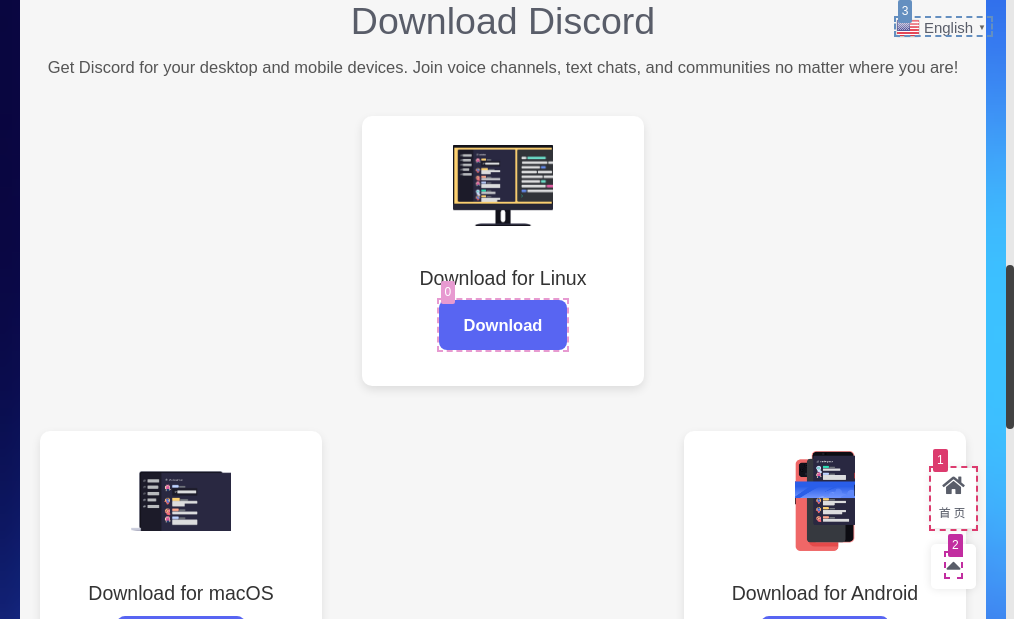 Download Discord
3
English
Get Discord for your desktop and mobile devices. Join voice channels, text chats, and communities no matter where you are!
Download for Linux
0
Download
1
首页
2
Download for macOS
Download for Android